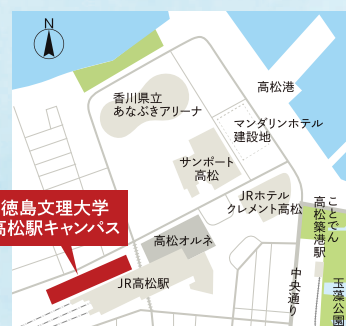 N
高松港
香川県立
あなぶきアリーナ
マンダリンホテル
建設地
サンポート
高松
JRホテル
クレメント高松
徳島文理大学
高松駅キャンパス
高松オルネ
JR高松駅
ことでん
高松築港駅
中央通り
玉藻公園